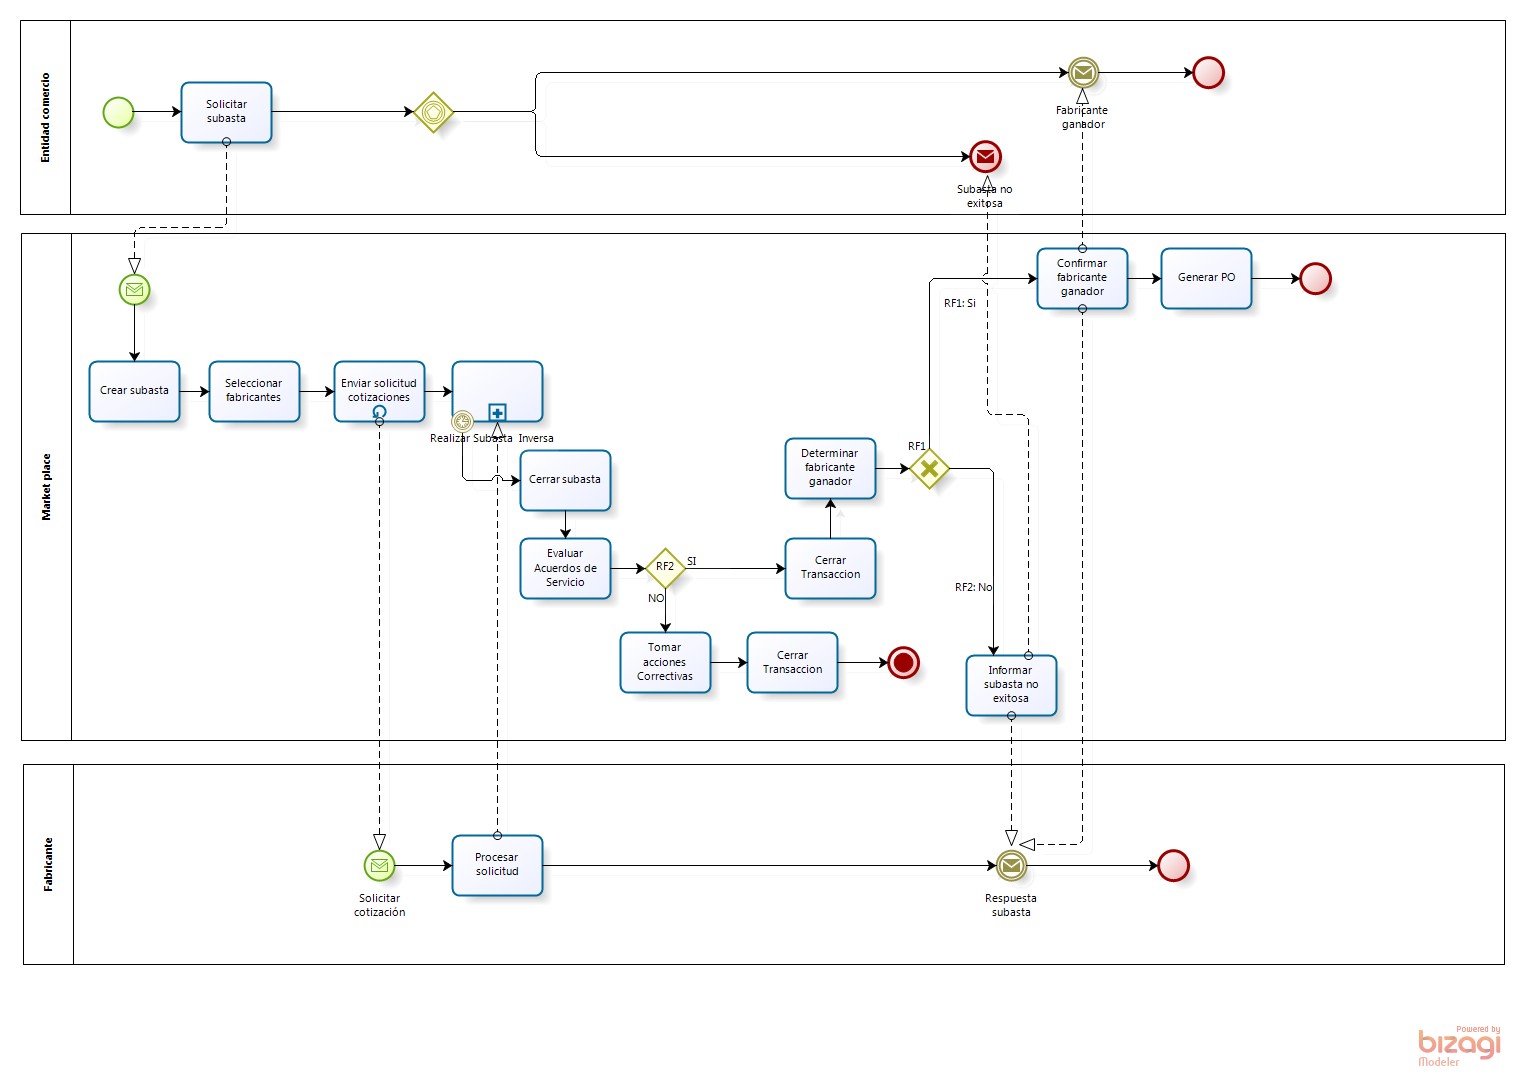 Entidad comercio
Solicitar
subasta
Fabricante
ganador
Subasta no
exitosa
Market place
Confirmar
fabricante
ganador
Generar PO
RF1: Si
Crear subasta
Seleccionar
fabricantes
Enviar solicitud
cotizaciones
Realizar Subasta Inversa
Cerrar subasta
Determinar
fabricante
ganador
RF1
Evaluar
Acuerdos de
Servicio
RF2
SI
NO
Cerrar
Transaccion
RF2: No
Tomar
acciones
Correctivas
Cerrar
Transaccion
Informar
subasta no
exitosa
Fabricante
Solicitar
cotización
Procesar
solicitud
Respuesta
subasta
Powered by
bizagi
Modeler